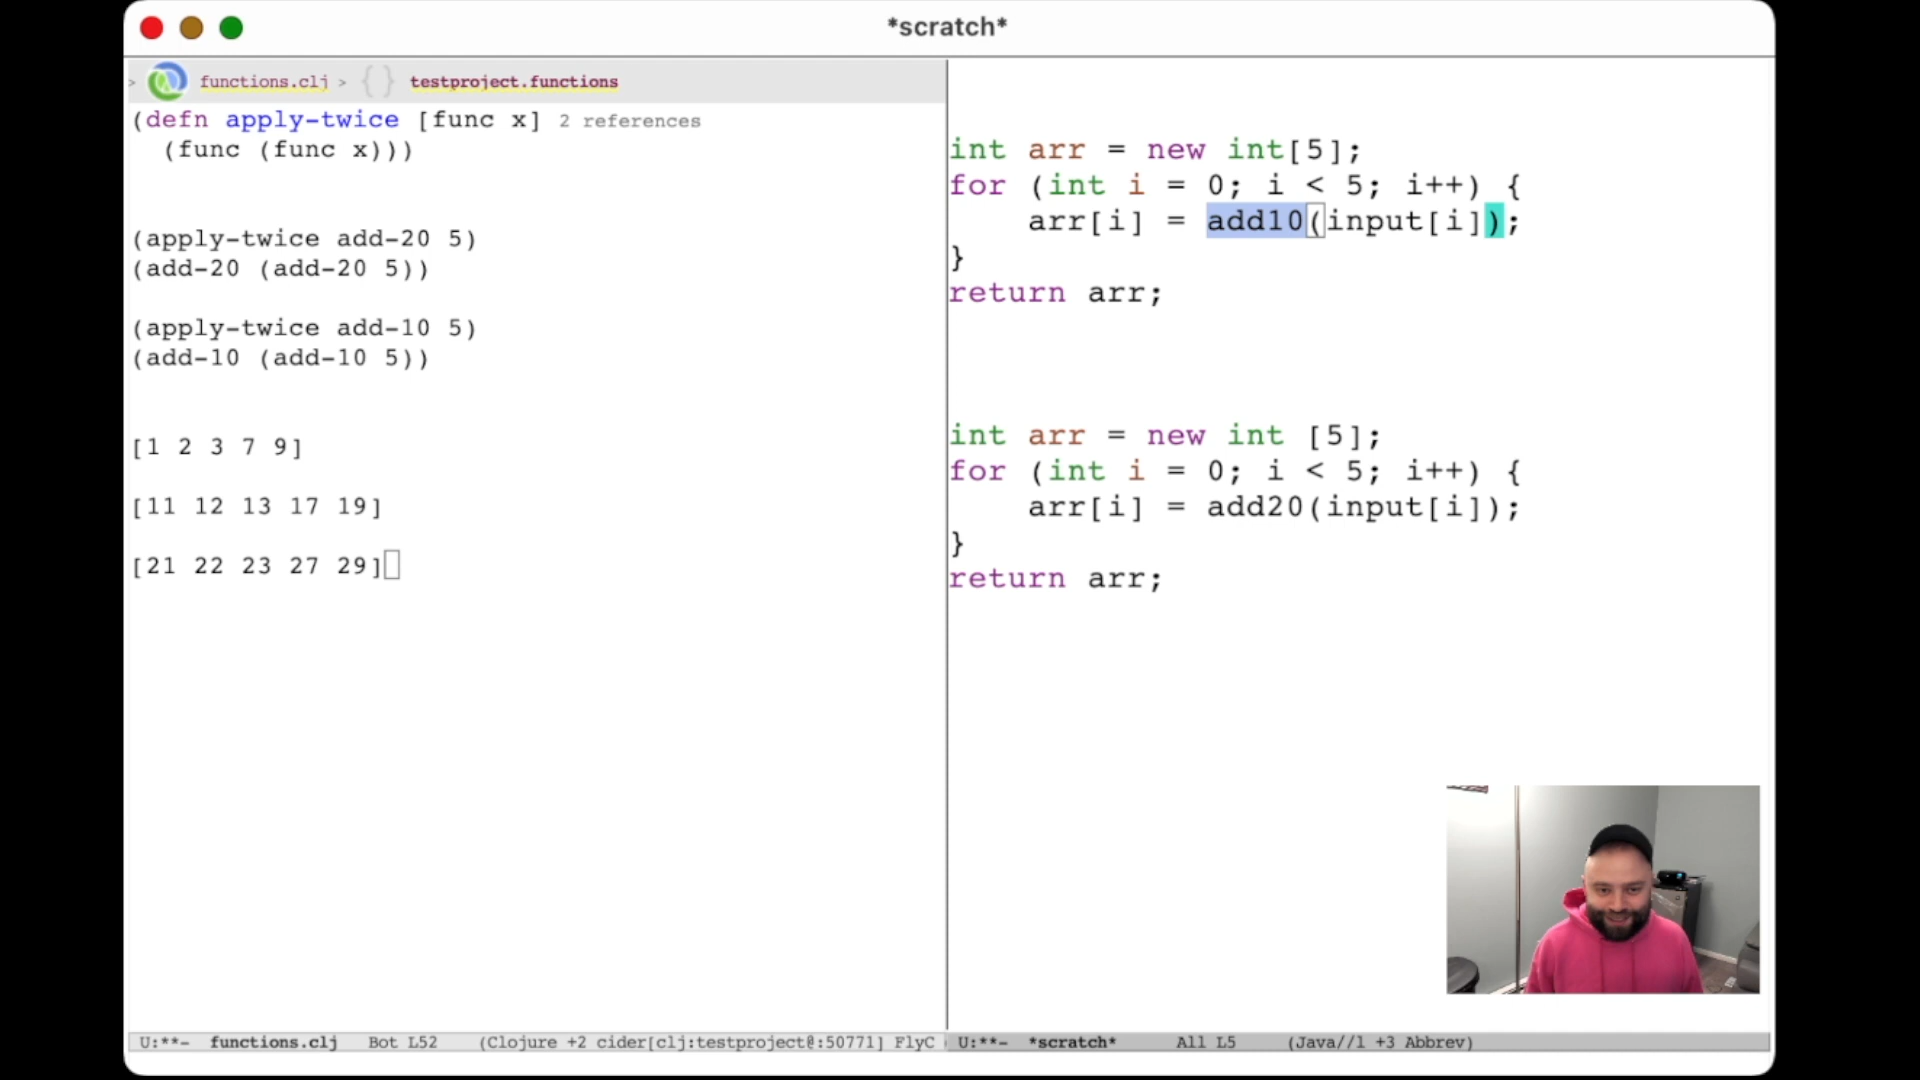 *scratch*
> functions.clj > { } testproject.functions
(defn apply-twice [func x] 2 references
(func (func x)))
(apply-twice add-20 5)
(add-20 (add-20 5))
(apply-twice add-10 5)
(add-10 (add-10 5))
[1 2 3 7 9]
[11 12 13 17 19]
[21 22 23 27 29]
U:**- functions.clj Bot L52 (Clojure +2 cider[clj:testproject@:50771] FlyC
int arr = new int[5];
for (int i = 0; i < 5; i++) {
arr[i] = add10(input[i]);
}
return arr;
int arr = new int [5];
for (int i = 0; i < 5; i++) {
arr[i] = add20(input[i]);
}
return arr;
U:**- *scratch* All L5 (Java//l +3 Abbrev)